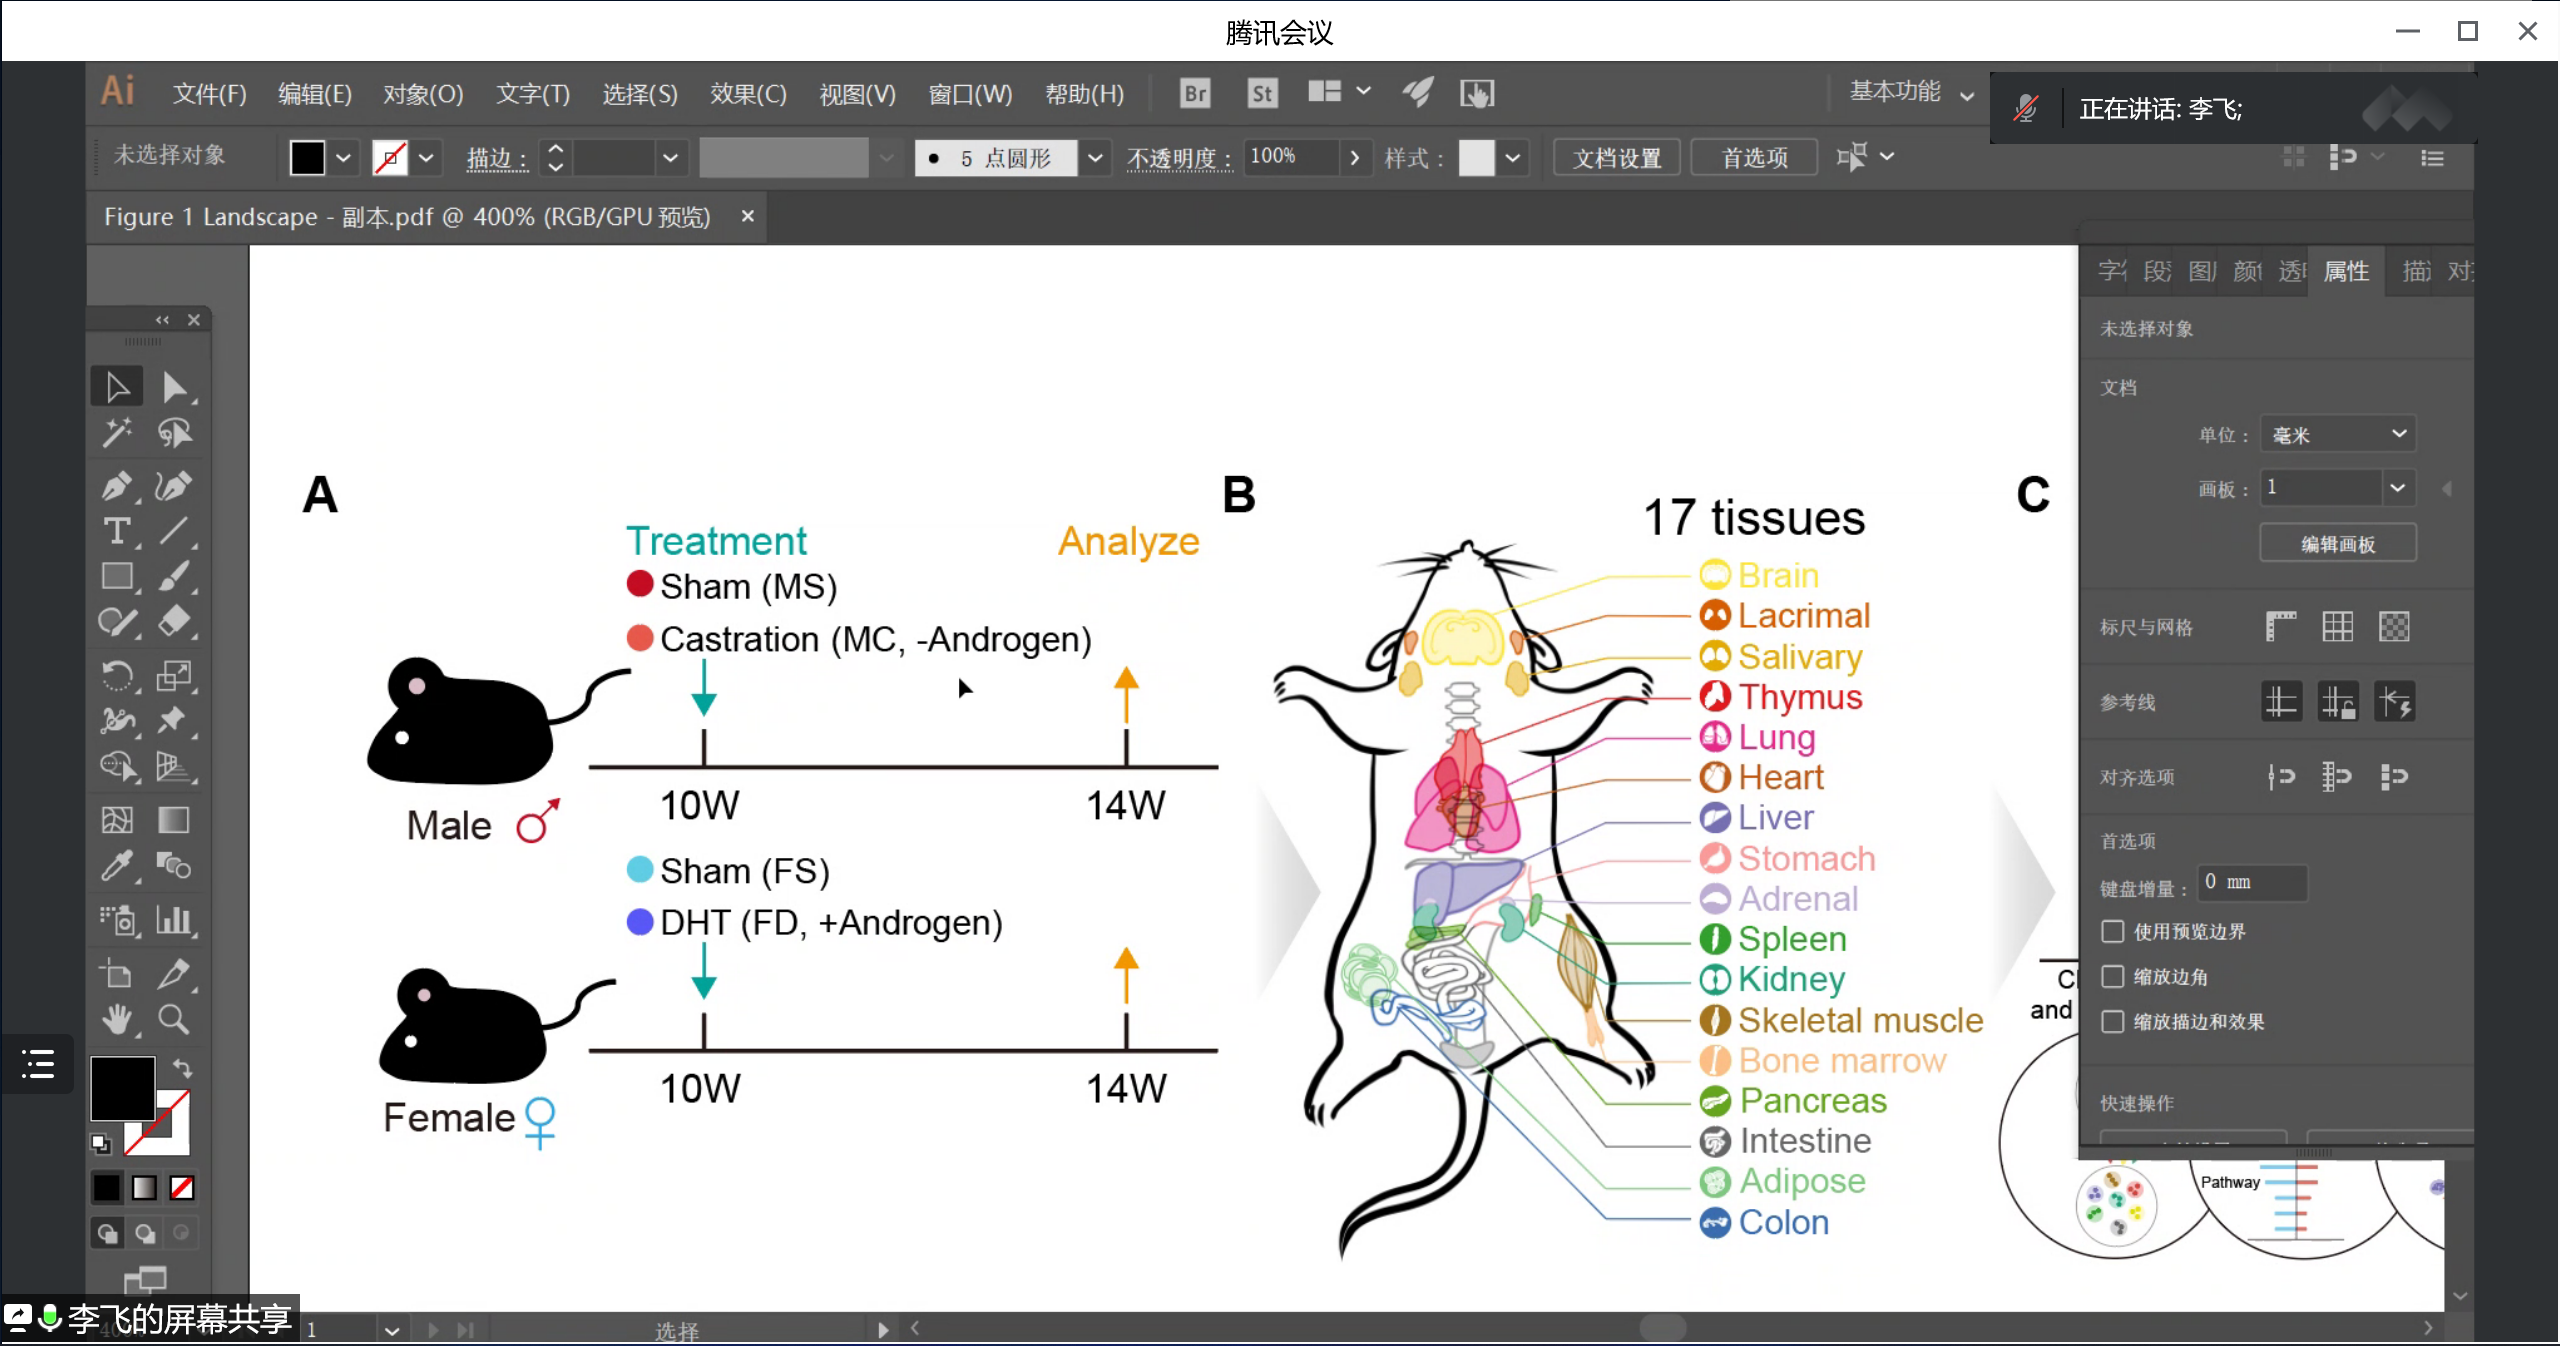 腾讯会议
Ai 文件(F) 编辑(E) 对象(O) 文字(T) 选择(S) 效果(C) 视图(V) 窗口(W) 帮助(H) Br St 基本功能
正在讲话: 李飞;
未选择对象 描边： 5 点圆形 不透明度： 100% 样式： 文档设置 首选项
Figure 1 Landscape - 副本.pdf @ 400% (RGB/GPU 预览) ×
属性
未选择对象
文档
单位： 毫米
画板： 1
编辑画板
标尺与网格
参考线
对齐选项
首选项
键盘增量： 0 mm
使用预览边界
缩放边角
缩放描边和效果
快速操作
A
Treatment
Analyze
Sham (MS)
Castration (MC, -Androgen)
10W
14W
Male
Sham (FS)
DHT (FD, +Androgen)
10W
14W
Female
B
17 tissues
Brain
Lacrimal
Salivary
Thymus
Lung
Heart
Liver
Stomach
Adrenal
Spleen
Kidney
Skeletal muscle
Bone marrow
Pancreas
Intestine
Adipose
Colon
C
and
Pathway
李飞的屏幕共享
1
选择